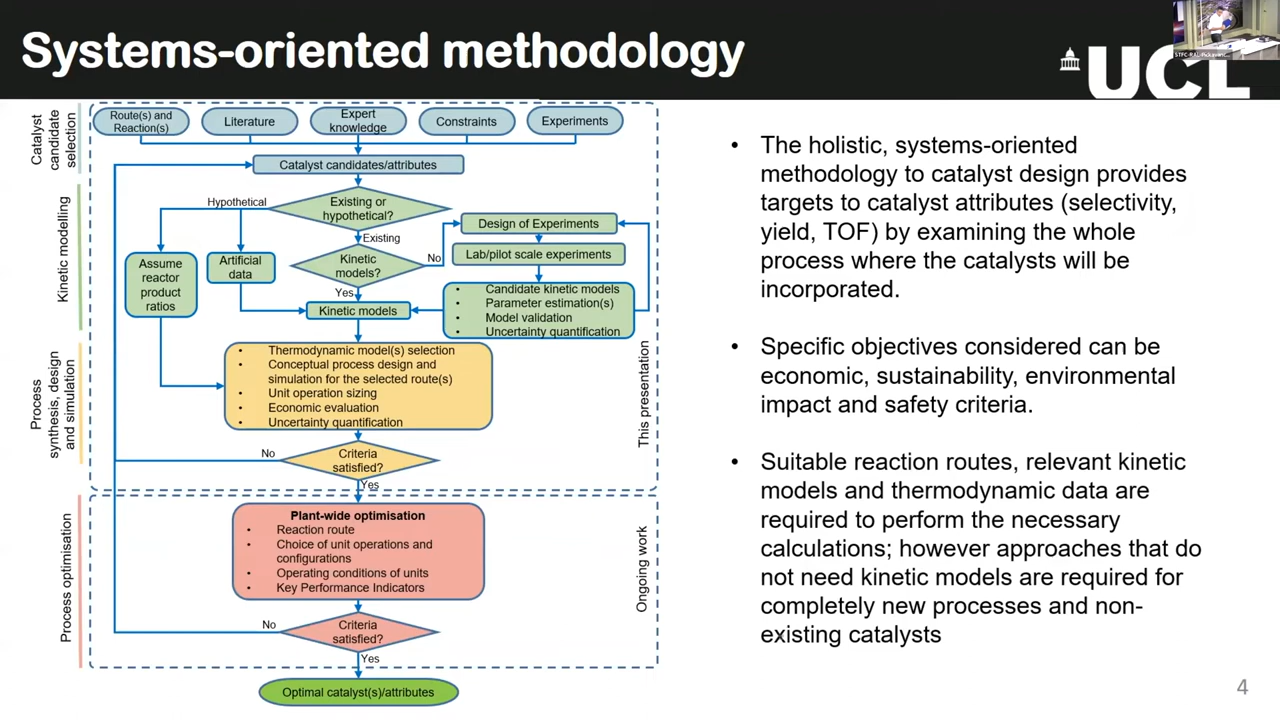 Systems-oriented methodology
UCL
Catalyst
candidate
selection
Route(s) and
Reaction(s)
Literature
Expert
knowledge
Constraints
Experiments
Catalyst candidates/attributes
Kinetic modelling
Hypothetical
Existing or
hypothetical?
Existing
Design of Experiments
Assume
reactor
product
ratios
Artificial
data
Kinetic
models?
No
Lab/pilot scale experiments
Yes
Kinetic models
• Candidate kinetic models
• Parameter estimation(s)
• Model validation
• Uncertainty quantification
Process
synthesis, design
and simulation
• Thermodynamic model(s) selection
• Conceptual process design and
simulation for the selected route(s)
• Unit operation sizing
• Economic evaluation
• Uncertainty quantification
This presentation
No
Criteria
satisfied?
Yes
Process optimisation
Plant-wide optimisation
• Reaction route
• Choice of unit operations and
configurations
• Operating conditions of units
• Key Performance Indicators
Ongoing work
No
Criteria
satisfied?
Yes
Optimal catalyst(s)/attributes
• The holistic, systems-oriented
methodology to catalyst design provides
targets to catalyst attributes (selectivity,
yield, TOF) by examining the whole
process where the catalysts will be
incorporated.
• Specific objectives considered can be
economic, sustainability, environmental
impact and safety criteria.
• Suitable reaction routes, relevant kinetic
models and thermodynamic data are
required to perform the necessary
calculations; however approaches that do
not need kinetic models are required for
completely new processes and non-
existing catalysts
4